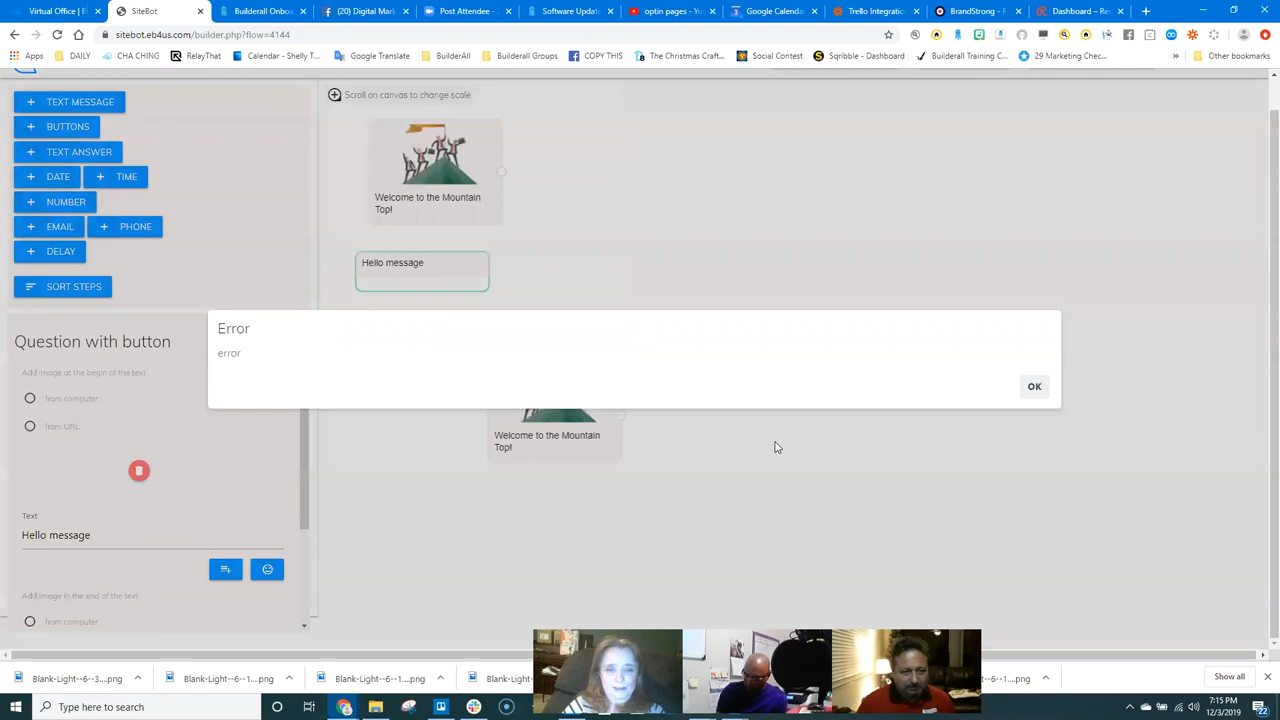 Virtual Office | B
SiteBot
Builderall Onbo
(20) Digital Mark
Post Attendee
Software Update
optin pages - Yo
Google Calenda
Trello Integratio
BrandStrong - F
Dashboard – Re
sitebot.eb4us.com/builder.php?flow=4144
Apps
DAILY
CHA CHING
RelayThat
Calendar - Shelly T...
Google Drive
BuilderAll
Builderall Groups
COPY THIS
The Christmas Craft...
Social Contest
Sqribble - Dashboard
Builderall Training C...
29 Marketing Chec...
»
Other bookmarks
+ TEXT MESSAGE
+ BUTTONS
+ TEXT ANSWER
+ DATE + TIME
+ NUMBER
+ EMAIL + PHONE
+ DELAY
SORT STEPS
Scroll on canvas to change scale
Welcome to the Mountain
Top!
Hello message
Error
error
OK
Welcome to the Mountain
Top!
Question with button
Add image at the begin of the text
from computer
from URL
Text
Hello message
Add image in the end of the text
from computer
Blank-Light--6--3....png
Blank-Light--6--1....png
Blank-Light--6--1....png
Blank-Light--6
....png
Show all
Type here to search
7:15 PM
12/3/2019
22